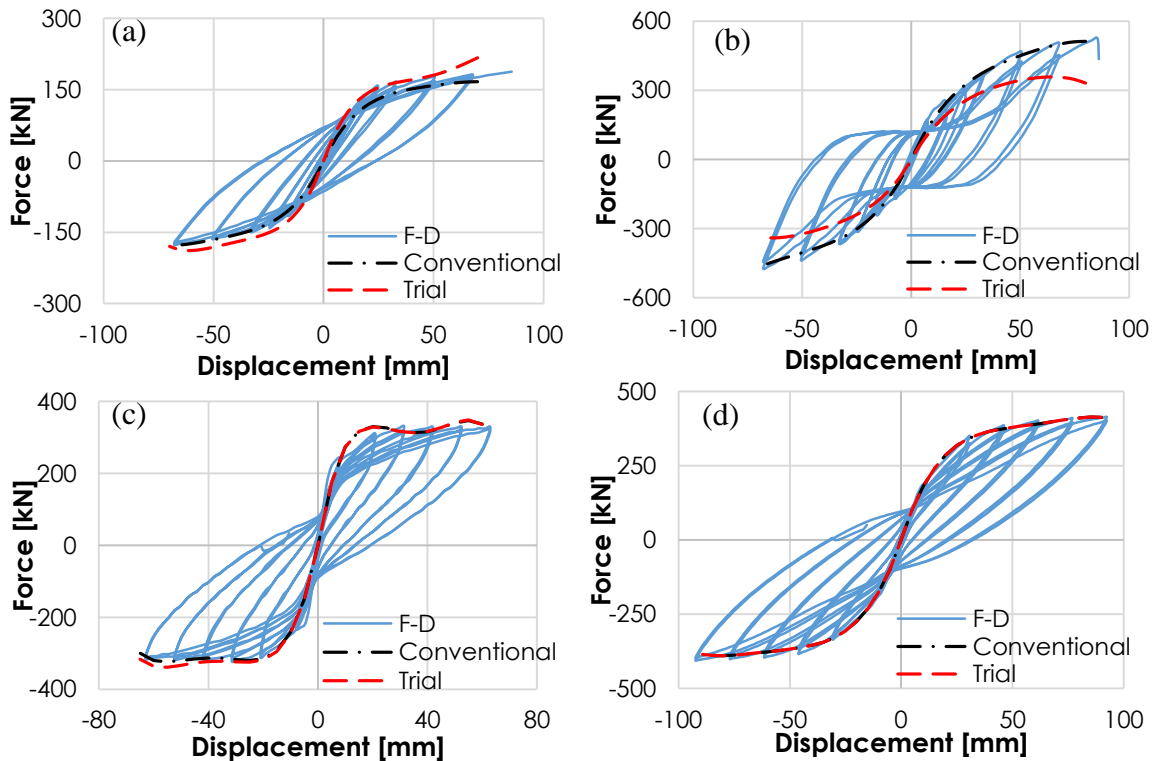 (a)
300
150
0
-150
-300
Force [kN]
F-D
Conventional
Trial
-100 -50 0 50 100
Displacement [mm]
(b)
600
300
0
-300
-600
Force [kN]
F-D
Conventional
Trial
-100 -50 0 50 100
Displacement [mm]
(c)
400
200
0
-200
-400
Force [kN]
F-D
Conventional
Trial
-80 -40 0 40 80
Displacement [mm]
(d)
500
250
0
-250
-500
Force [kN]
F-D
Conventional
Trial
-100 -50 0 50 100
Displacement [mm]